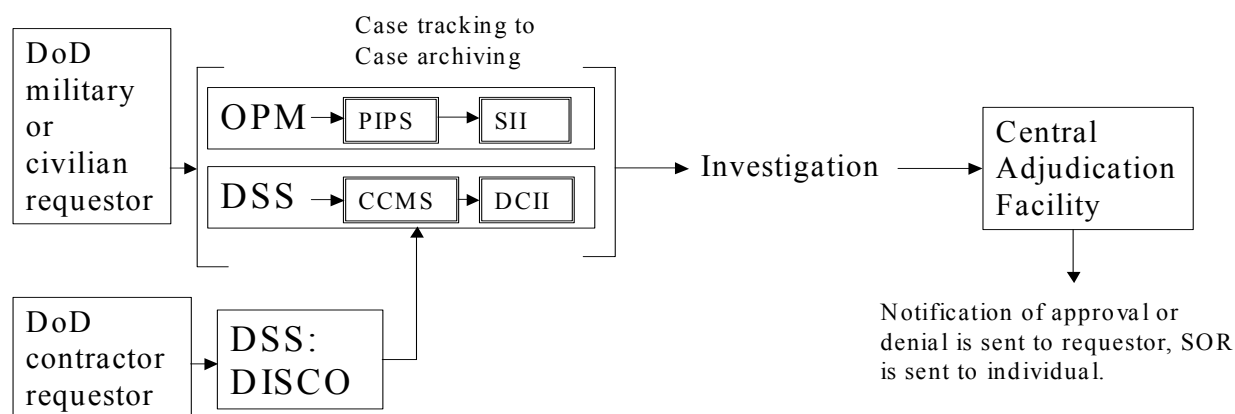 Case tracking to
Case archiving
DoD
military
or
civilian
requestor
OPM
PIPS
SII
DSS
CCMS
DCII
Investigation
Central
Adjudication
Facility
DoD
contractor
requestor
DSS:
DISCO
Notification of approval or
denial is sent to requestor, SOR
is sent to individual.